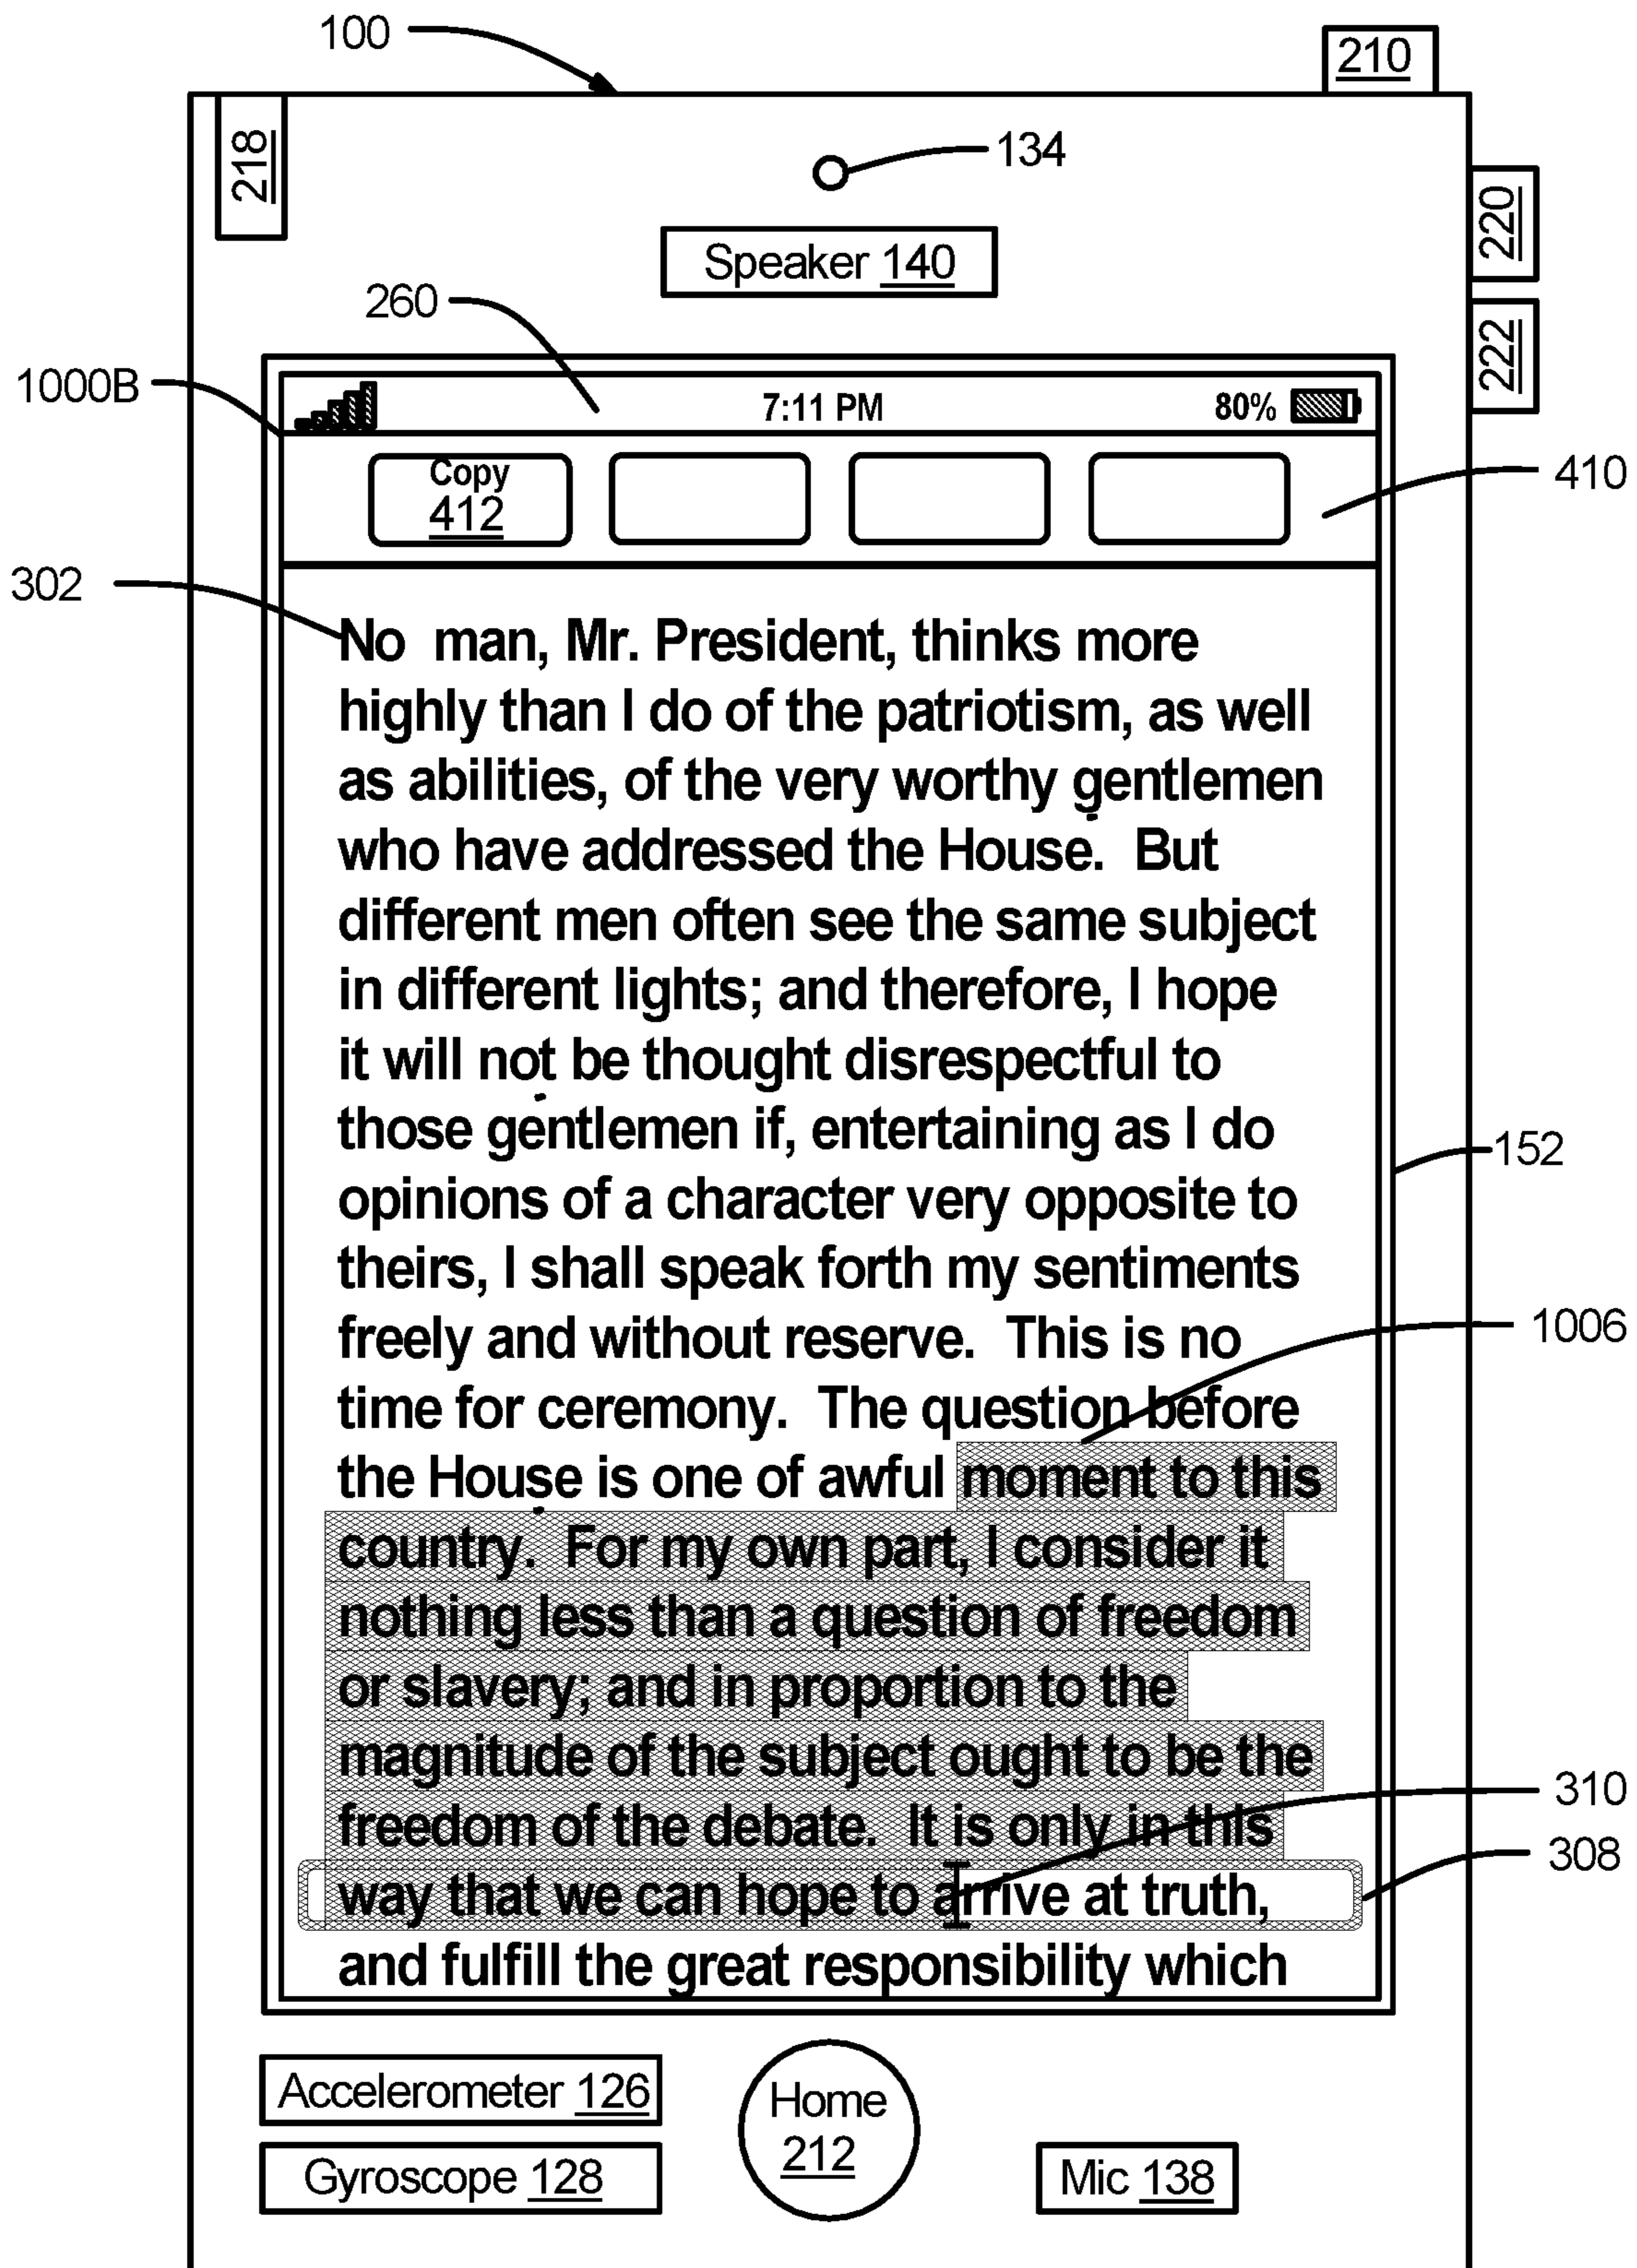 100
210
218
134
220
Speaker 140
260
222
1000B
7:11 PM
80%
Copy
412
410
302
No man, Mr. President, thinks more
highly than I do of the patriotism, as well
as abilities, of the very worthy gentlemen
who have addressed the House. But
different men often see the same subject
in different lights; and therefore, I hope
it will not be thought disrespectful to
those gentlemen if, entertaining as I do
152
opinions of a character very opposite to
theirs, I shall speak forth my sentiments
freely and without reserve. This is no
1006
time for ceremony. The question before
the House is one of awful moment to this
country. For my own part, I consider it
nothing less than a question of freedom
or slavery; and in proportion to the
magnitude of the subject ought to be the
310
freedom of the debate. It is only in this
308
way that we can hope to arrive at truth,
and fulfill the great responsibility which
Accelerometer 126
Home
212
Gyroscope 128
Mic 138